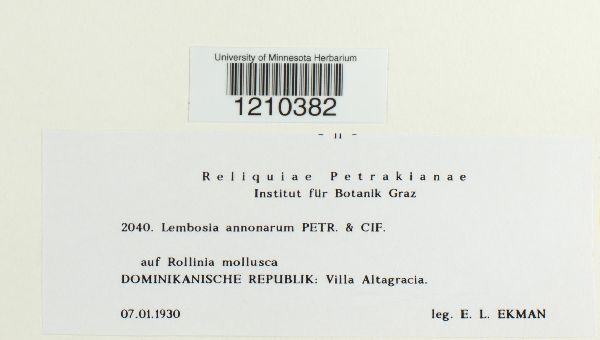 University of Minnesota Herbarium
1210382
- 11 -
Reliquiae Petrakianae
Institut für Botanik Graz
2040. Lembosia annonarum PETR. & CIF.
auf Rollinia mollusca
DOMINIKANISCHE REPUBLIK: Villa Altagracia.
07.01.1930 leg. E. L. EKMAN